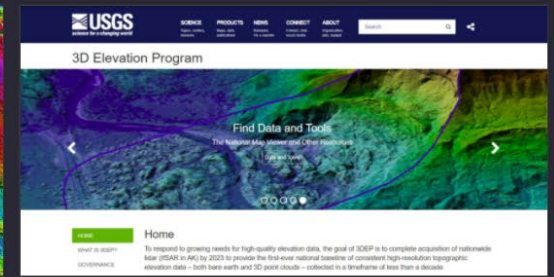 USGS
science for a changing world
SCIENCE
PRODUCTS
NEWS
CONNECT
ABOUT
Search
3D Elevation Program
Find Data and Tools
The National Map Viewer and Other Resources
HOME
WHAT IS 3DEP?
GOVERNANCE
Home
To respond to growing needs for high-quality elevation data, the goal of 3DEP is to complete acquisition of nationwide
lidar (IfSAR in AK) by 2023 to provide the first-ever national baseline of consistent high-resolution topographic
elevation data – both bare earth and 3D point clouds – collected in a timeframe of less than a decade.